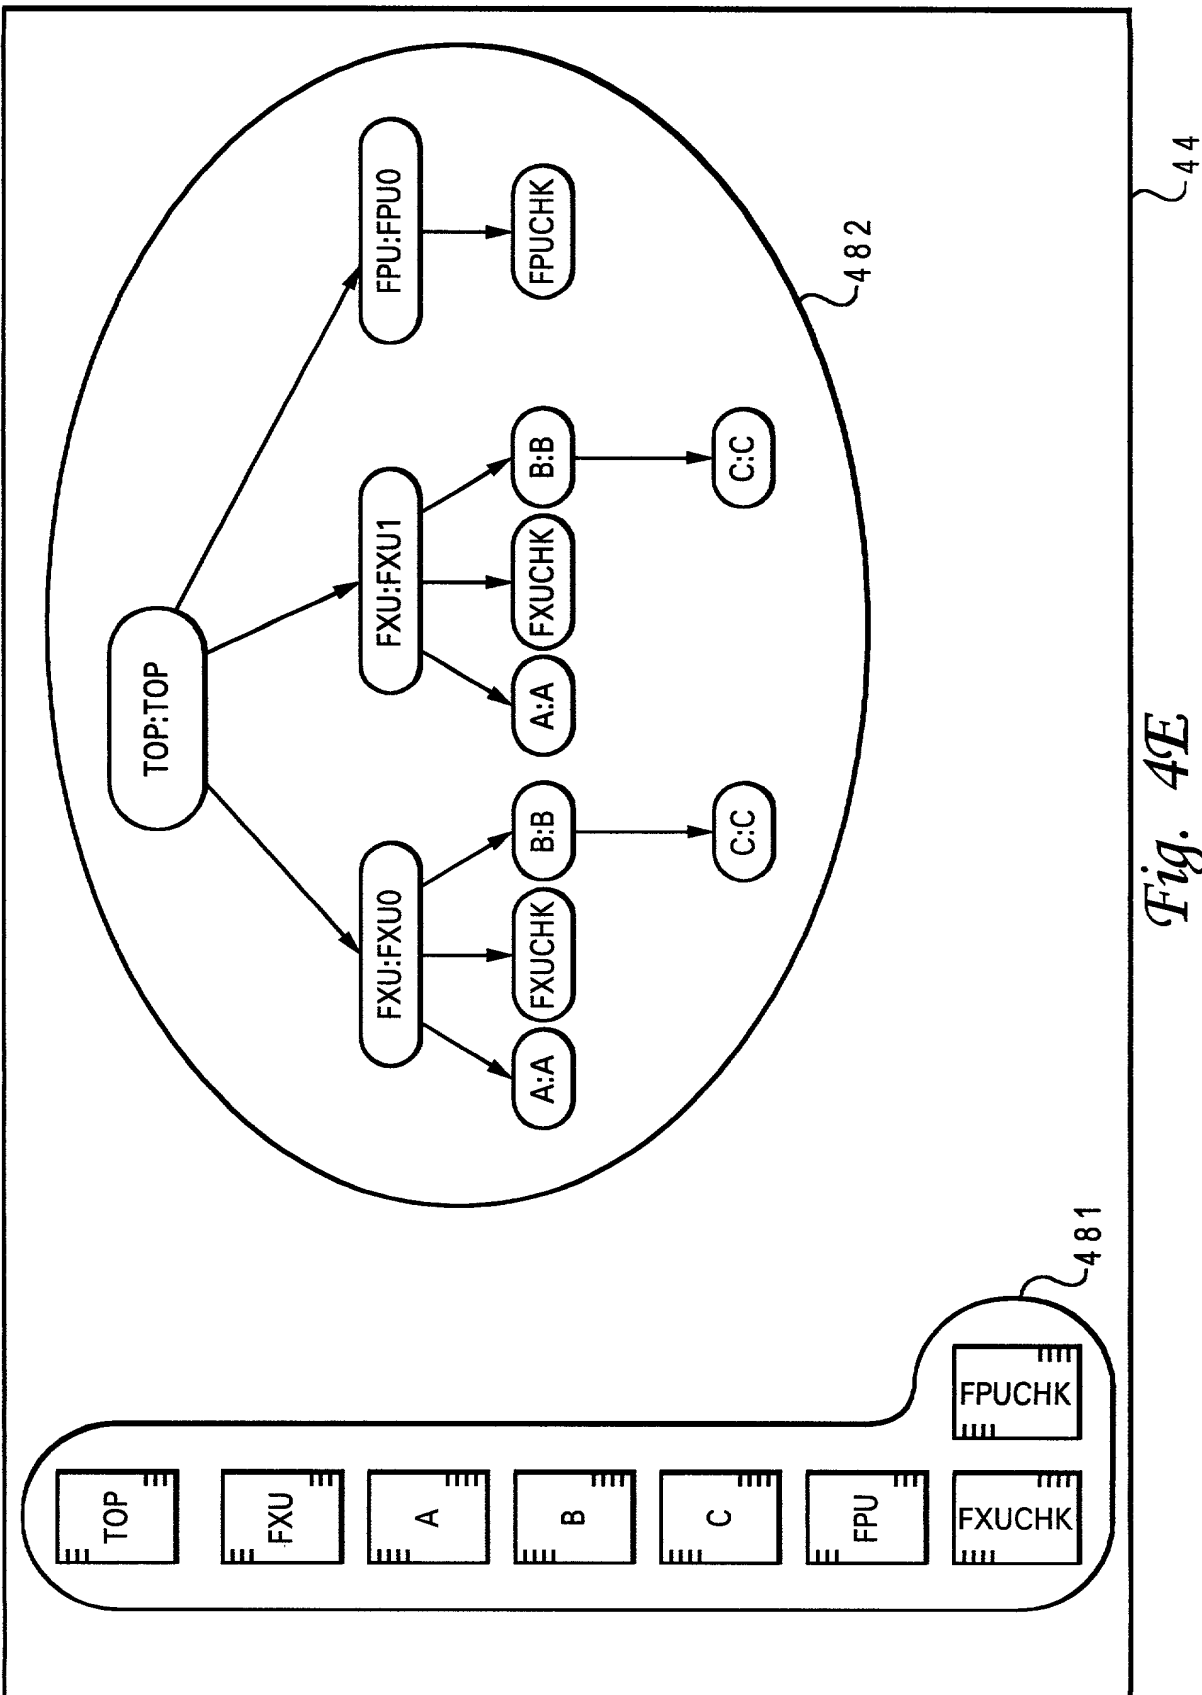 TOP
FXU
A
B
C
FPU
FXUCHK
FPUCHK
481
TOP:TOP
FXU:FXU0
FXU:FXU1
FPU:FPU0
A:A
FXUCHK
B:B
A:A
FXUCHK
B:B
FPUCHK
C:C
C:C
482
44
Fig. 4E